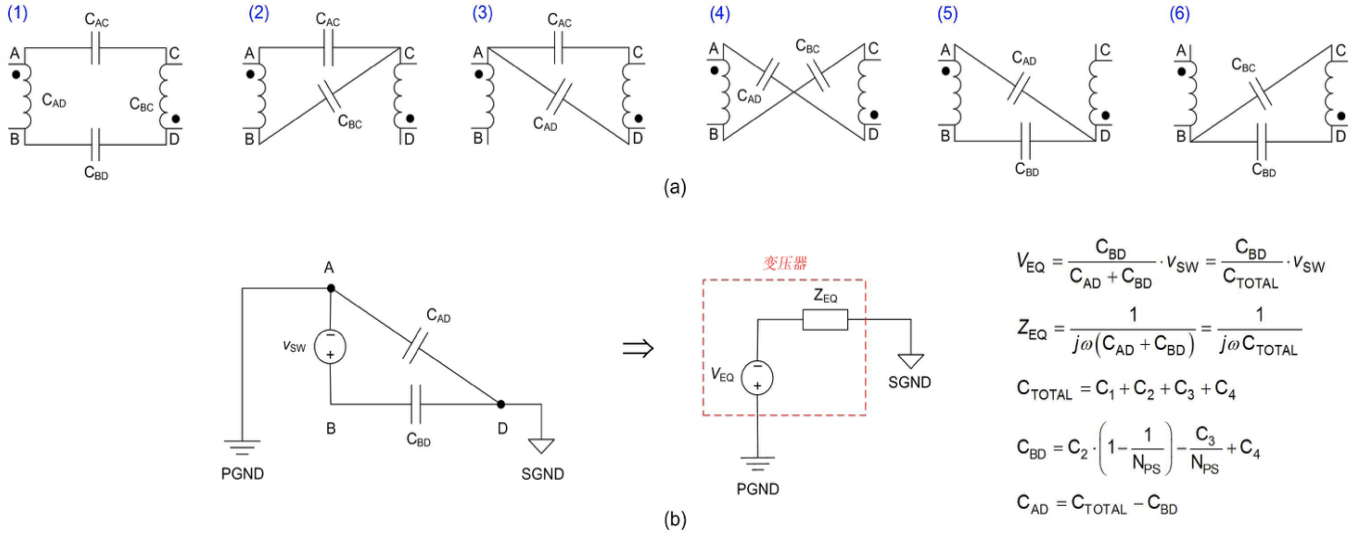 (1) (2) (3) (4) (5) (6)
C_AC C_AC C_AC
A C A C A C A C A C A C
C_AD C_BC C_BC C_AD C_AD C_BC C_AD C_BC
B D B D B D B D B D B D
C_BD C_BD C_BD
(a)
A
C_AD
v_SW
−
+
B C_BD D
PGND SGND
⇒
变压器
Z_EQ
V_EQ
−
+
SGND
PGND
V_EQ = C_BD / (C_AD + C_BD) · v_SW = C_BD / C_TOTAL · v_SW
Z_EQ = 1 / (jω(C_AD + C_BD)) = 1 / (jωC_TOTAL)
C_TOTAL = C_1 + C_2 + C_3 + C_4
C_BD = C_2 · (1 − 1/N_PS) − C_3/N_PS + C_4
C_AD = C_TOTAL − C_BD
(b)